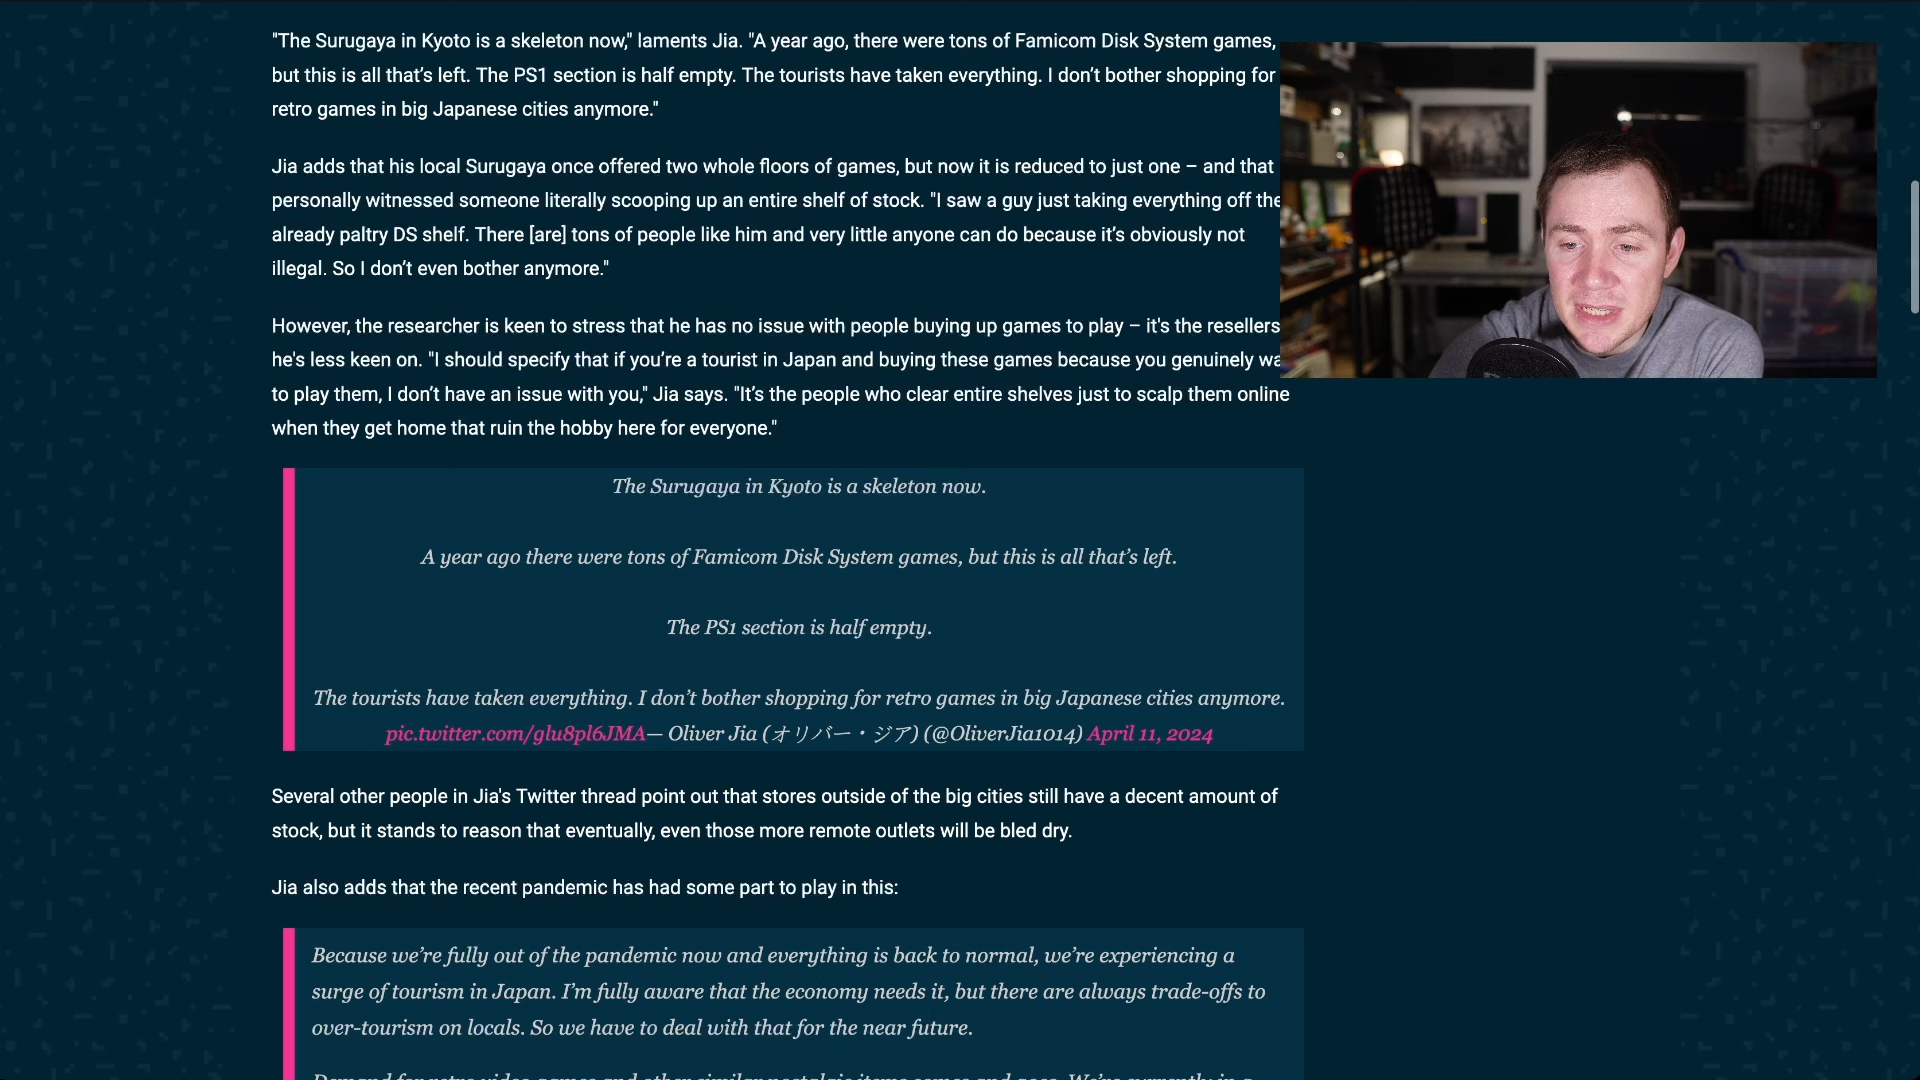 "The Surugaya in Kyoto is a skeleton now," laments Jia. "A year ago, there were tons of Famicom Disk System games,
but this is all that's left. The PS1 section is half empty. The tourists have taken everything. I don't bother shopping for
retro games in big Japanese cities anymore."
Jia adds that his local Surugaya once offered two whole floors of games, but now it is reduced to just one – and that
personally witnessed someone literally scooping up an entire shelf of stock. "I saw a guy just taking everything off the
already paltry DS shelf. There [are] tons of people like him and very little anyone can do because it's obviously not
illegal. So I don't even bother anymore."
However, the researcher is keen to stress that he has no issue with people buying up games to play – it's the resellers
he's less keen on. "I should specify that if you're a tourist in Japan and buying these games because you genuinely
to play them, I don't have an issue with you," Jia says. "It's the people who clear entire shelves just to scalp them online
when they get home that ruin the hobby here for everyone."
The Surugaya in Kyoto is a skeleton now.
A year ago there were tons of Famicom Disk System games, but this is all that's left.
The PS1 section is half empty.
The tourists have taken everything. I don't bother shopping for retro games in big Japanese cities anymore.
pic.twitter.com/glu8pl6JMA— Oliver Jia (オリバー・ジア) (@OliverJia1014) April 11, 2024
Several other people in Jia's Twitter thread point out that stores outside of the big cities still have a decent amount of
stock, but it stands to reason that eventually, even those more remote outlets will be bled dry.
Jia also adds that the recent pandemic has had some part to play in this:
Because we're fully out of the pandemic now and everything is back to normal, we're experiencing a
surge of tourism in Japan. I'm fully aware that the economy needs it, but there are always trade-offs to
over-tourism on locals. So we have to deal with that for the near future.